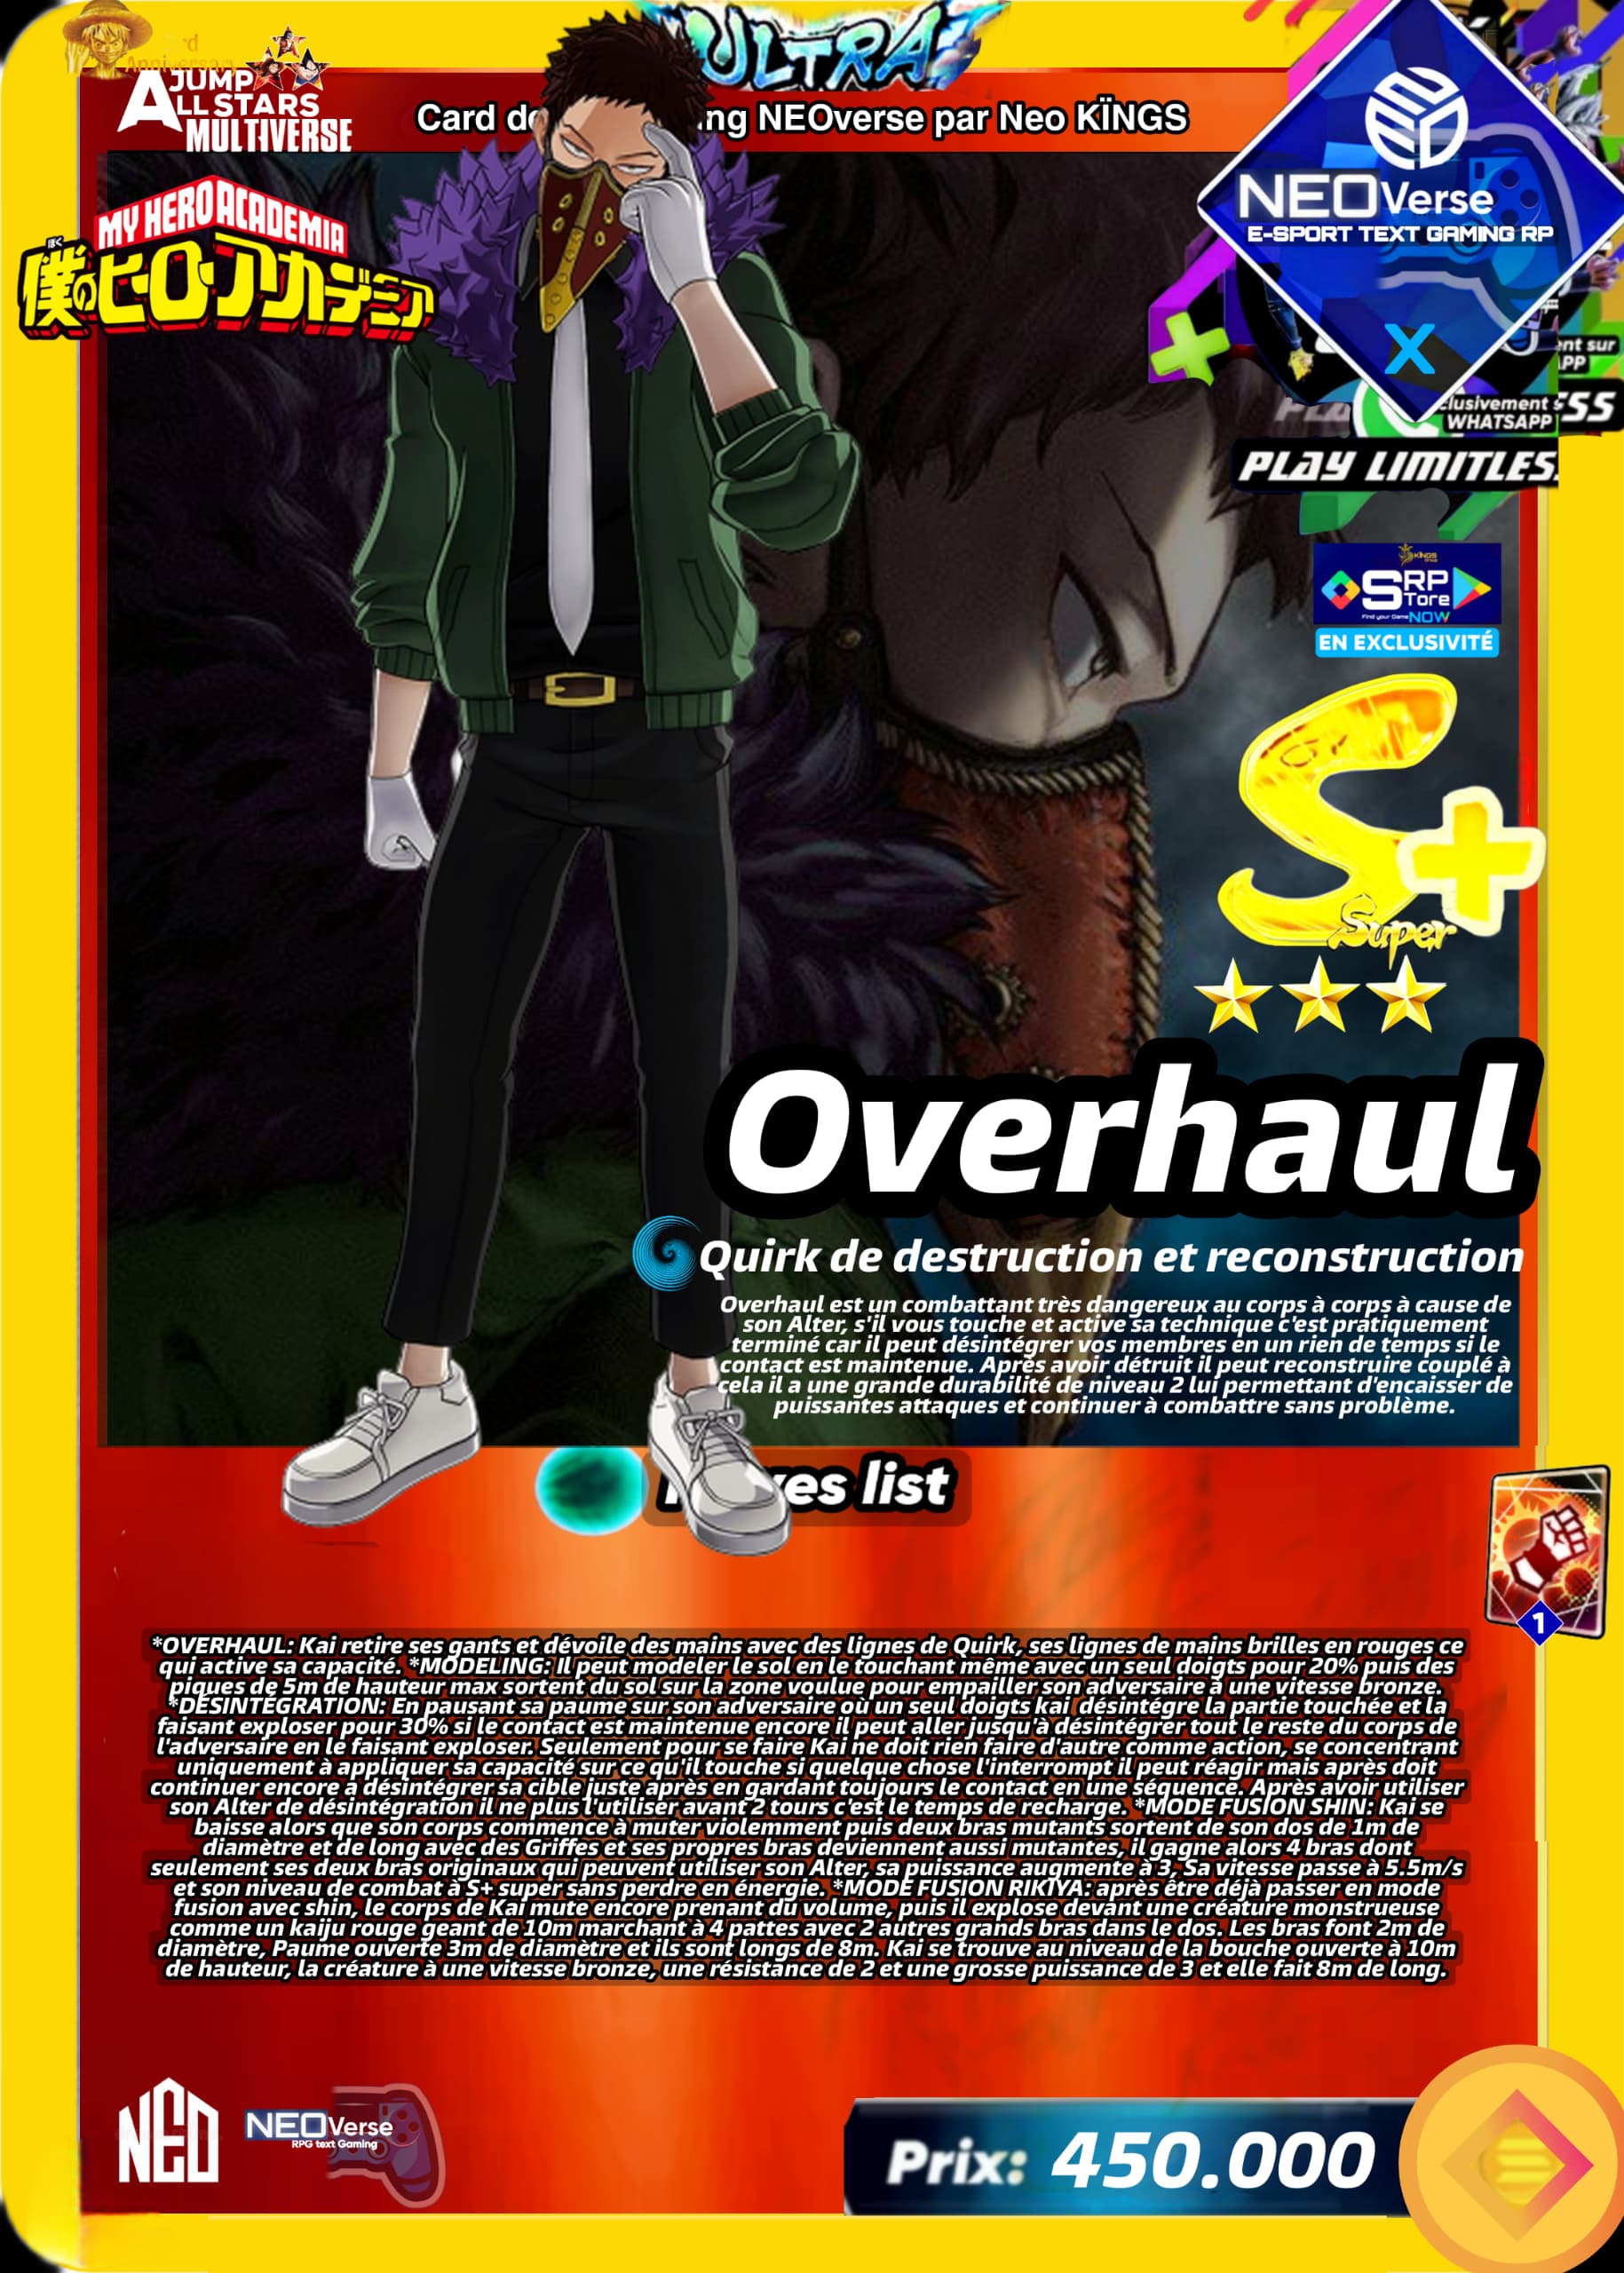 ULTRA
JUMP
ALL STARS
MULTIVERSE
Card de ng NEOverse par Neo KÏNGS
MY HERO ACADEMIA
僕のヒーローアカデミア
NEOVerse
E-SPORT TEXT GAMING RP
X
ent sur
APP
clusivement
WHATSAPP
ESS
PLAY LIMITLES
KINGS
SRP
Tore
Find your Game NOW
EN EXCLUSIVITÉ
S+
Super
Overhaul
Quirk de destruction et reconstruction
Overhaul est un combattant très dangereux au corps à corps à cause de
son Alter, s'il vous touche et active sa technique c'est pratiquement
terminé car il peut désintégrer vos membres en un rien de temps si le
contact est maintenue. Après avoir détruit il peut reconstruire couplé à
cela il a une grande durabilité de niveau 2 lui permettant d'encaisser de
puissantes attaques et continuer à combattre sans problème.
es list
1
*OVERHAUL: Kai retire ses gants et dévoile des mains avec des lignes de Quirk, ses lignes de mains brilles en rouges ce
qui active sa capacité. *MODELING: Il peut modeler le sol en le touchant même avec un seul doigts pour 20% puis des
piques de 5m de hauteur max sortent du sol sur la zone voulue pour empailler son adversaire à une vitesse bronze.
*DÉSINTÉGRATION: En pausant sa paume sur son adversaire où un seul doigts kai désintègre la partie touchée et la
faisant exploser pour 30% si le contact est maintenue encore il peut aller jusqu'à désintégrer tout le reste du corps de
l'adversaire en le faisant exploser. Seulement pour se faire Kai ne doit rien faire d'autre comme action, se concentrant
uniquement à appliquer sa capacité sur ce qu'il touche si quelque chose l'interrompt il peut réagir mais après doit
continuer encore à désintégrer sa cible juste après en gardant toujours le contact en une séquence. Après avoir utiliser
son Alter de désintégration il ne plus l'utiliser avant 2 tours c'est le temps de recharge. *MODE FUSION SHIN: Kai se
baisse alors que son corps commence à muter violemment puis deux bras mutants sortent de son dos de 1m de
diamètre et de long avec des Griffes et ses propres bras deviennent aussi mutantes, il gagne alors 4 bras dont
seulement ses deux bras originaux qui peuvent utiliser son Alter, sa puissance augmente à 3, Sa vitesse passe à 5.5m/s
et son niveau de combat à S+ super sans perdre en énergie. *MODE FUSION RIKIYA: après être déjà passer en mode
fusion avec shin, le corps de Kai mute encore prenant du volume, puis il explose devant une créature monstrueuse
comme un kaiju rouge geant de 10m marchant à 4 pattes avec 2 autres grands bras dans le dos. Les bras font 2m de
diamètre, Paume ouverte 3m de diamètre et ils sont longs de 8m. Kai se trouve au niveau de la bouche ouverte à 10m
de hauteur, la créature à une vitesse bronze, une résistance de 2 et une grosse puissance de 3 et elle fait 8m de long.
NEO
NEOVerse
RPG text Gaming
Prix: 450.000